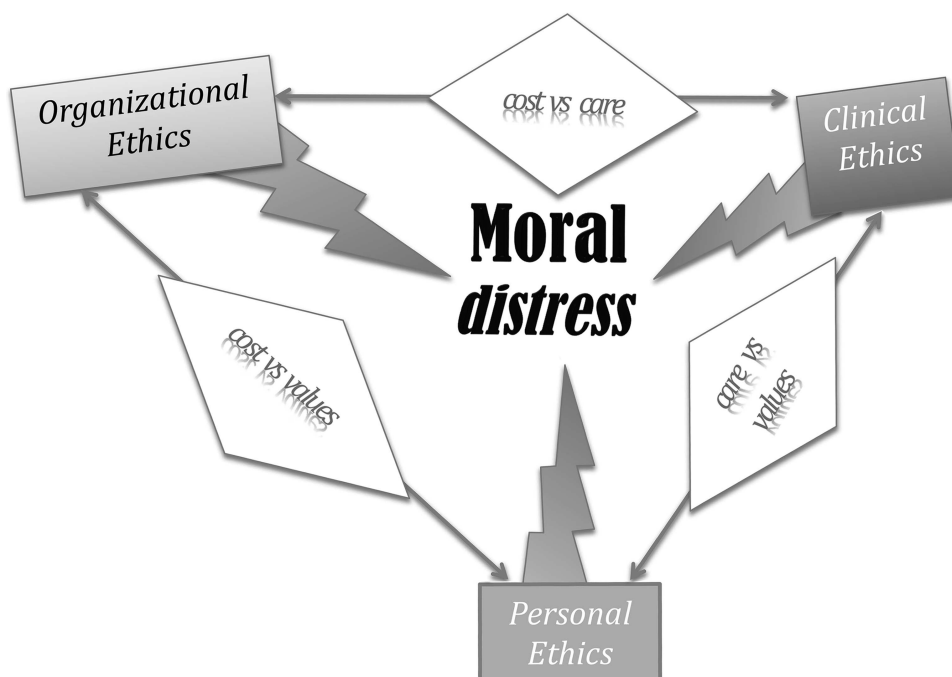 cost vs care
Organizational
Ethics
Clinical
Ethics
Moral
distress
cost vs values
care vs
values
Personal
Ethics